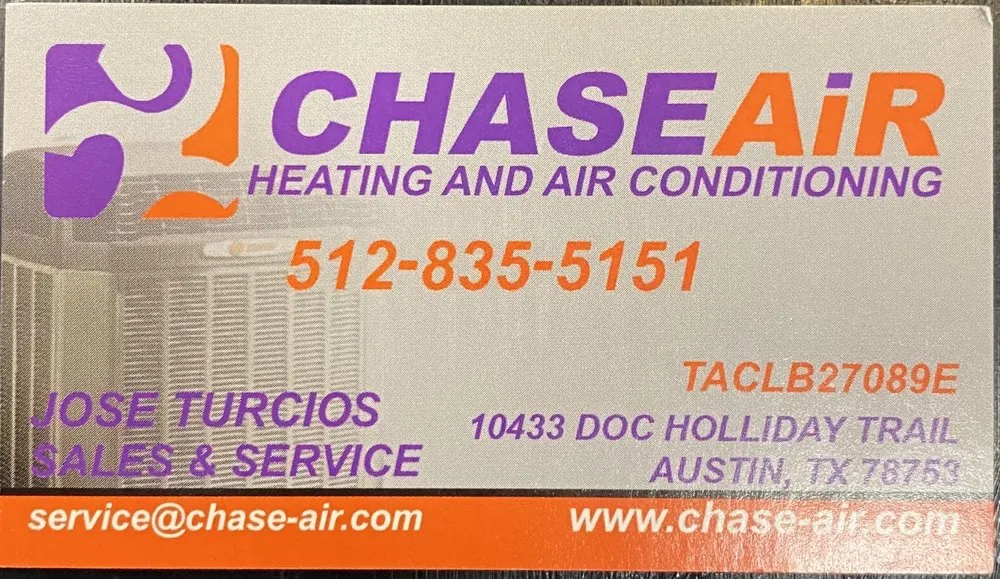 CHASEAiR
HEATING AND AIR CONDITIONING
512-835-5151
TACLB27089E
JOSE TURCIOS
SALES & SERVICE
10433 DOC HOLLIDAY TRAIL
AUSTIN, TX 78753
service@chase-air.com
www.chase-air.com